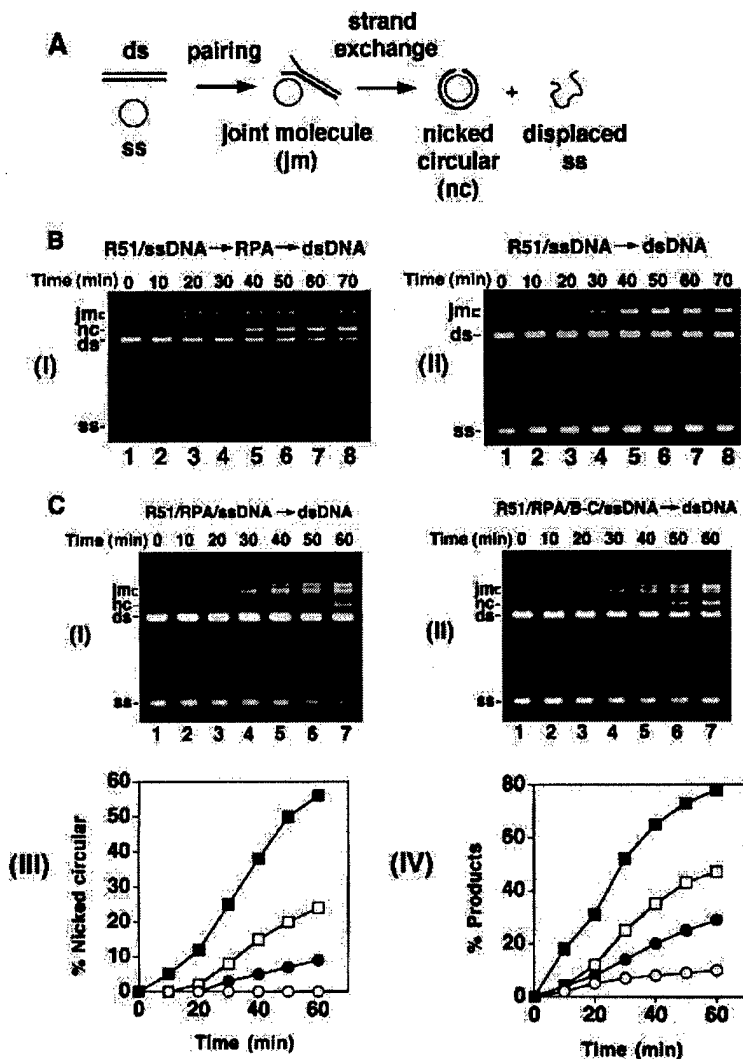 A
ds
pairing
strand
exchange
ss
joint molecule
(jm)
+
nicked
circular
(nc)
displaced
ss
B
R51/ssDNA→RPA→dsDNA
Time (min) 0 10 20 30 40 50 60 70
jm
nc
ds
ss
(I)
1 2 3 4 5 6 7 8
R51/ssDNA→dsDNA
Time (min) 0 10 20 30 40 50 60 70
jm
ds
ss
(II)
1 2 3 4 5 6 7 8
C
R51/RPA/ssDNA→dsDNA
Time (min) 0 10 20 30 40 50 60
jm
nc
ds
ss
(I)
1 2 3 4 5 6 7
R51/RPA/B-C/ssDNA→dsDNA
Time (min) 0 10 20 30 40 50 60
jm
nc
ds
ss
(II)
1 2 3 4 5 6 7
(III)
% Nicked circular
60
50
40
30
20
10
0
0 20 40 60
Time (min)
(IV)
% Products
80
60
40
20
0
0 20 40 60
Time (min)